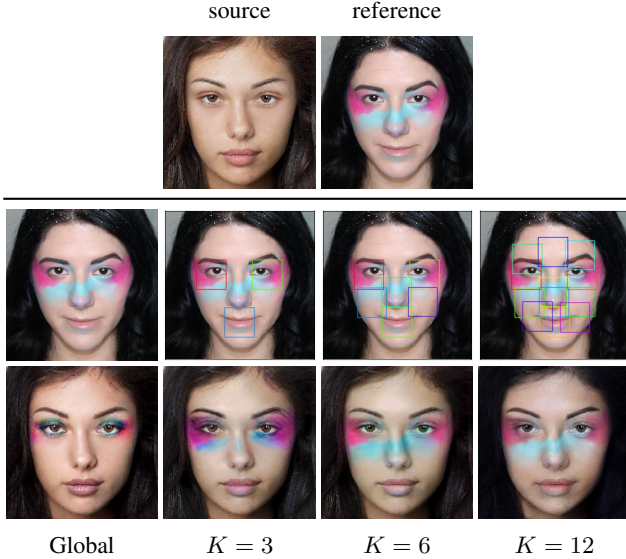 source reference
Global K = 3 K = 6 K = 12